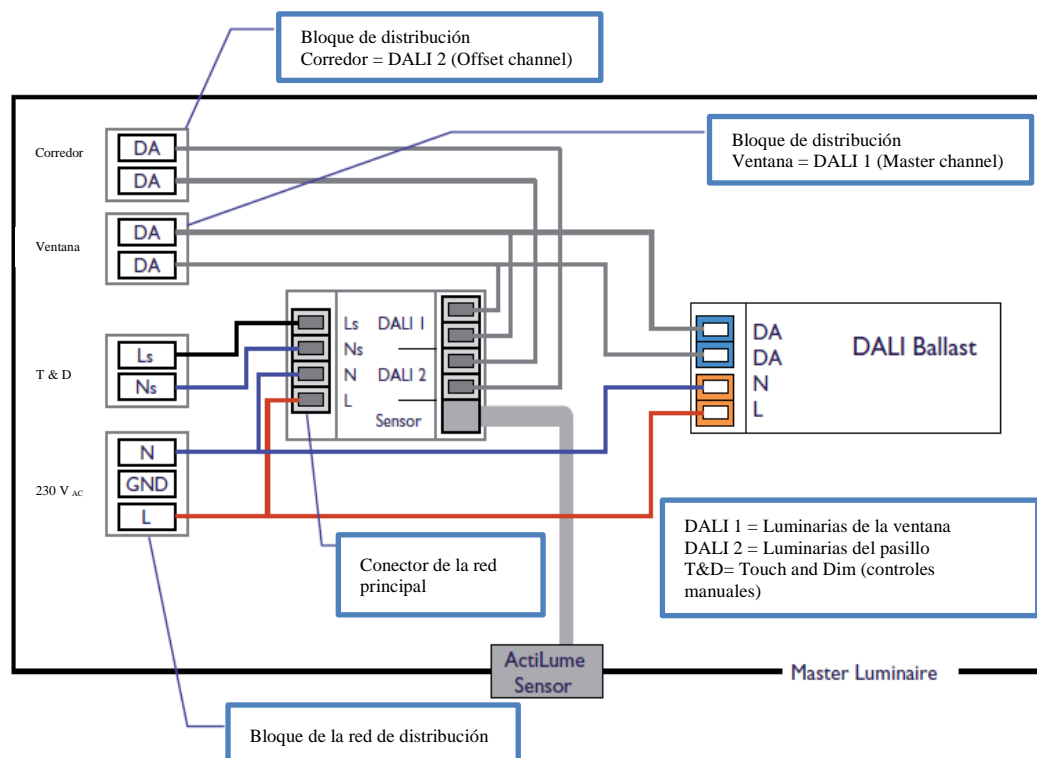 Bloque de distribución
Corredor = DALI 2 (Offset channel)
Bloque de distribución
Ventana = DALI 1 (Master channel)
Corredor
DA
DA
Ventana
DA
DA
T & D
Ls
Ns
230 V AC
N
GND
L
Ls
Ns
N
L
DALI 1
DALI 2
Sensor
DA
DA
N
L
DALI Ballast
Conector de la red
principal
DALI 1 = Luminarias de la ventana
DALI 2 = Luminarias del pasillo
T&D= Touch and Dim (controles
manuales)
ActiLume
Sensor
Master Luminaire
Bloque de la red de distribución